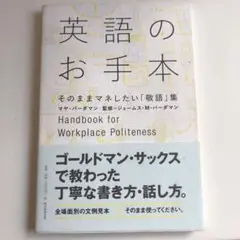 英語の
お手本
そのままマネしたい「敬語」集
マヤ・バーダマン 監修=ジェームス・M・バーダマン
Handbook for
Workplace Politeness
ゴールドマン・サックス
で教わった
丁寧な書き方・話し方。
全場面別の文例見本
そのまま使ってください。